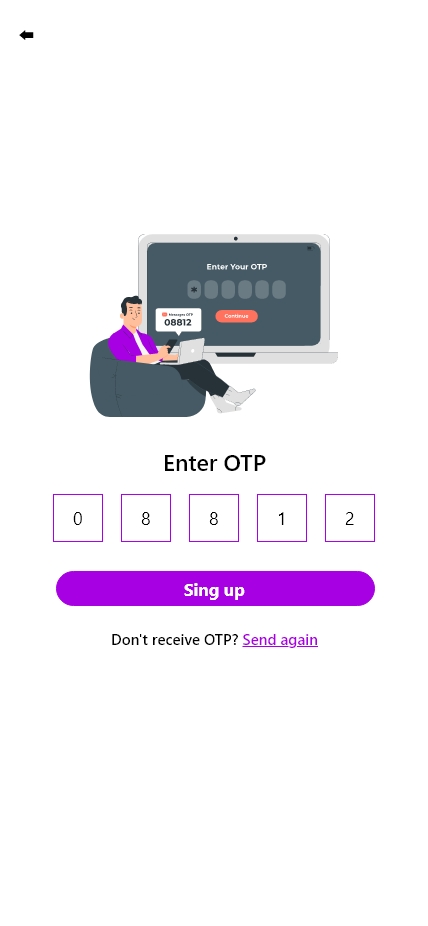 Enter Your OTP
Messages OTP
08812
Continue
Enter OTP
0 8 8 1 2
Sing up
Don't receive OTP? Send again